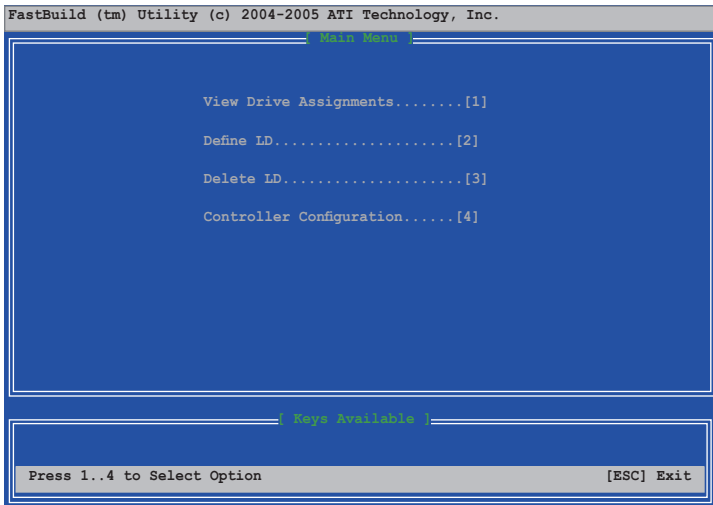 FastBuild (tm) Utility (c) 2004-2005 ATI Technology, Inc.
[ Main Menu ]
View Drive Assignments........[1]
Define LD.....................[2]
Delete LD.....................[3]
Controller Configuration......[4]
[ Keys Available ]
Press 1..4 to Select Option [ESC] Exit